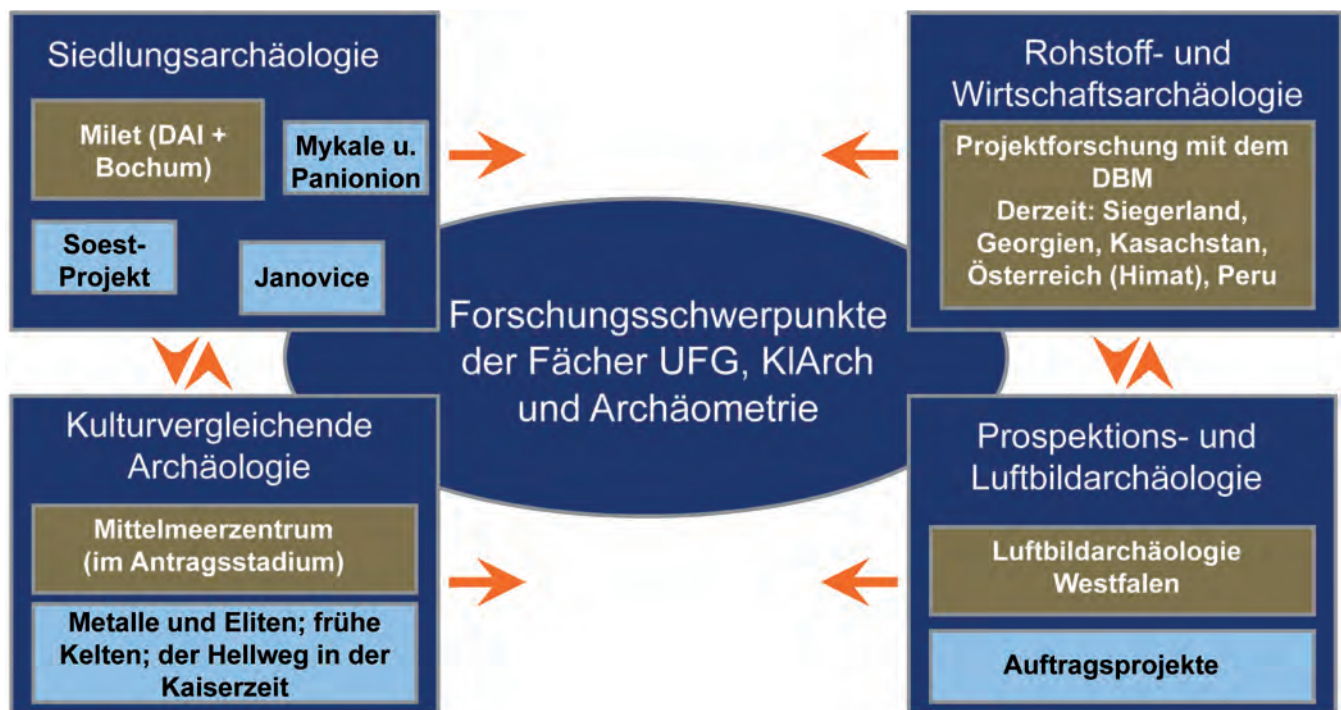 Siedlungsarchäologie
Milet (DAI +
Bochum)
Mykale u.
Panionion
Soest-
Projekt
Janovice
Rohstoff- und
Wirtschaftsarchäologie
Projektforschung mit dem
DBM
Derzeit: Siegerland,
Georgien, Kasachstan,
Österreich (Himat), Peru
Forschungsschwerpunkte
der Fächer UFG, KlArch
und Archäometrie
Kulturvergleichende
Archäologie
Mittelmeerzentrum
(im Antragsstadium)
Metalle und Eliten; frühe
Kelten; der Hellweg in der
Kaiserzeit
Prospektions- und
Luftbildarchäologie
Luftbildarchäologie
Westfalen
Auftragsprojekte